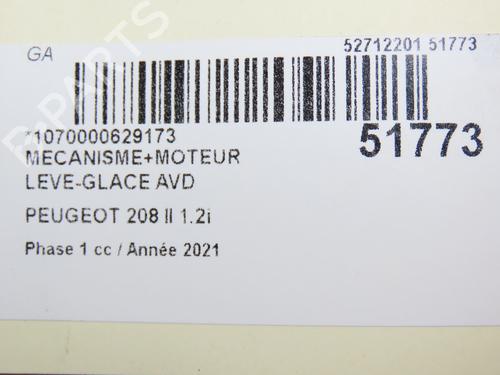 GA
52712201 51773
*1070000629173
51773
MECANISME+MOTEUR
LEVE-GLACE AVD
PEUGEOT 208 II 1.2i
Phase 1 cc / Année 2021
B-PARTS